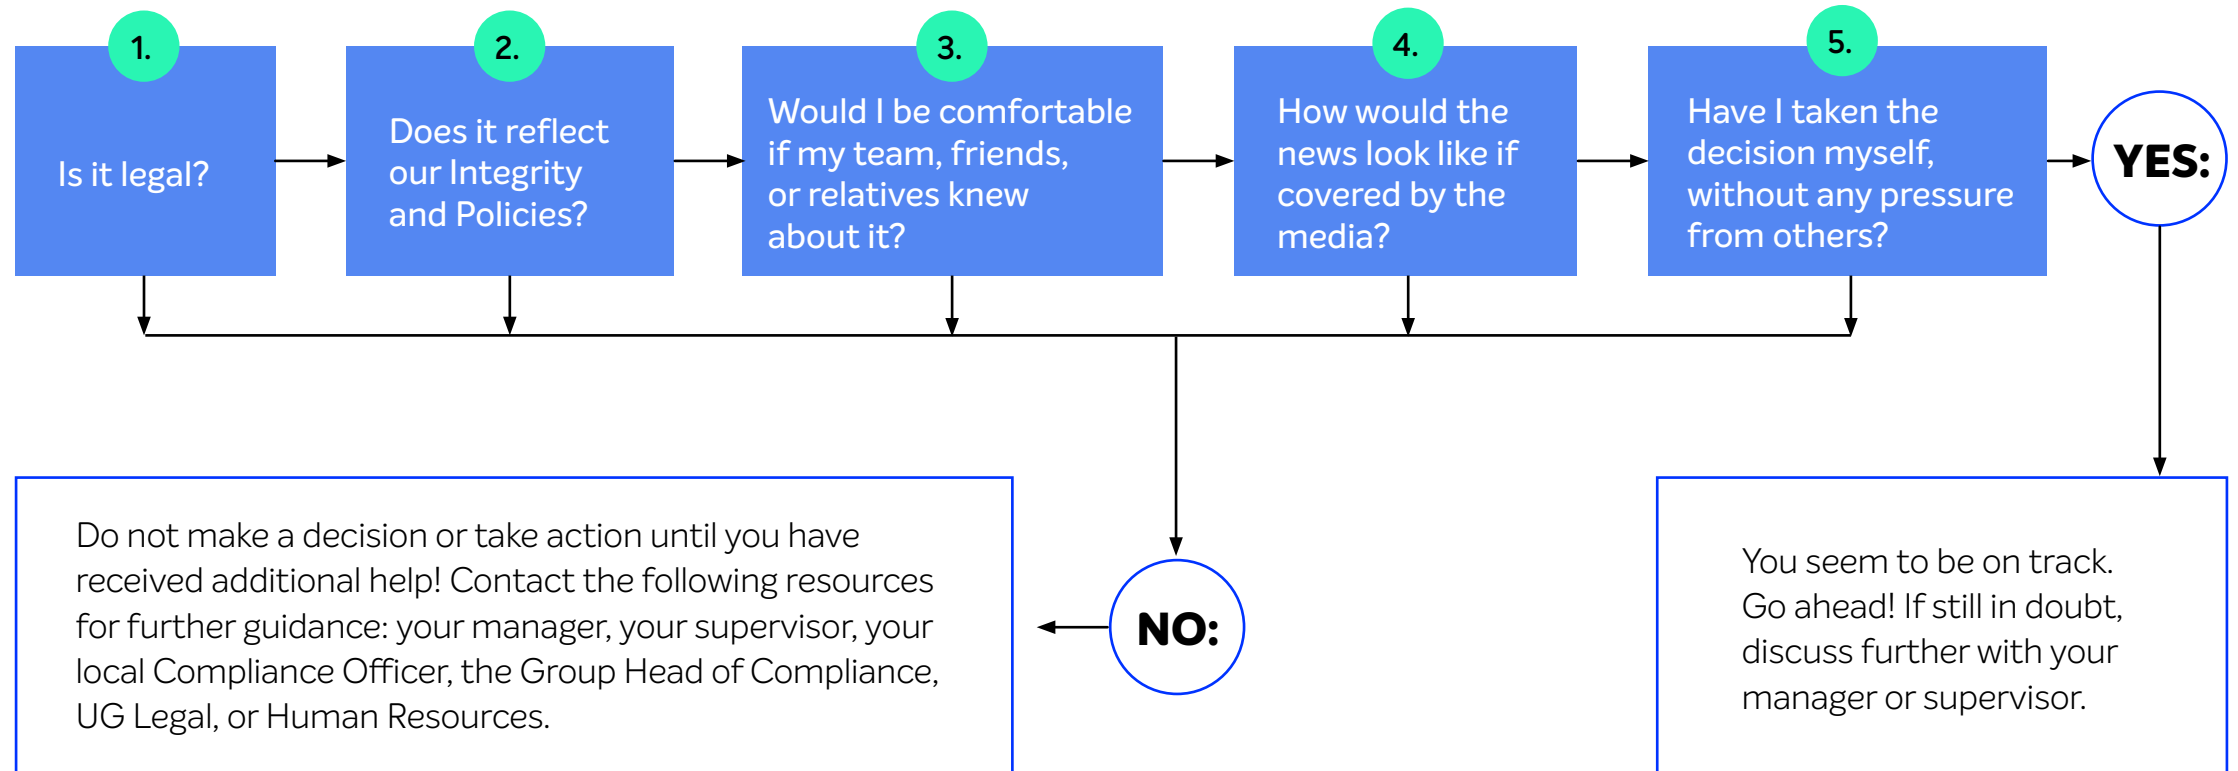 1.
Is it legal?
2.
Does it reflect
our Integrity
and Policies?
3.
Would I be comfortable
if my team, friends,
or relatives knew
about it?
4.
How would the
news look like if
covered by the
media?
5.
Have I taken the
decision myself,
without any pressure
from others?
YES:
Do not make a decision or take action until you have
received additional help! Contact the following resources
for further guidance: your manager, your supervisor, your
local Compliance Officer, the Group Head of Compliance,
UG Legal, or Human Resources.
NO:
You seem to be on track.
Go ahead! If still in doubt,
discuss further with your
manager or supervisor.